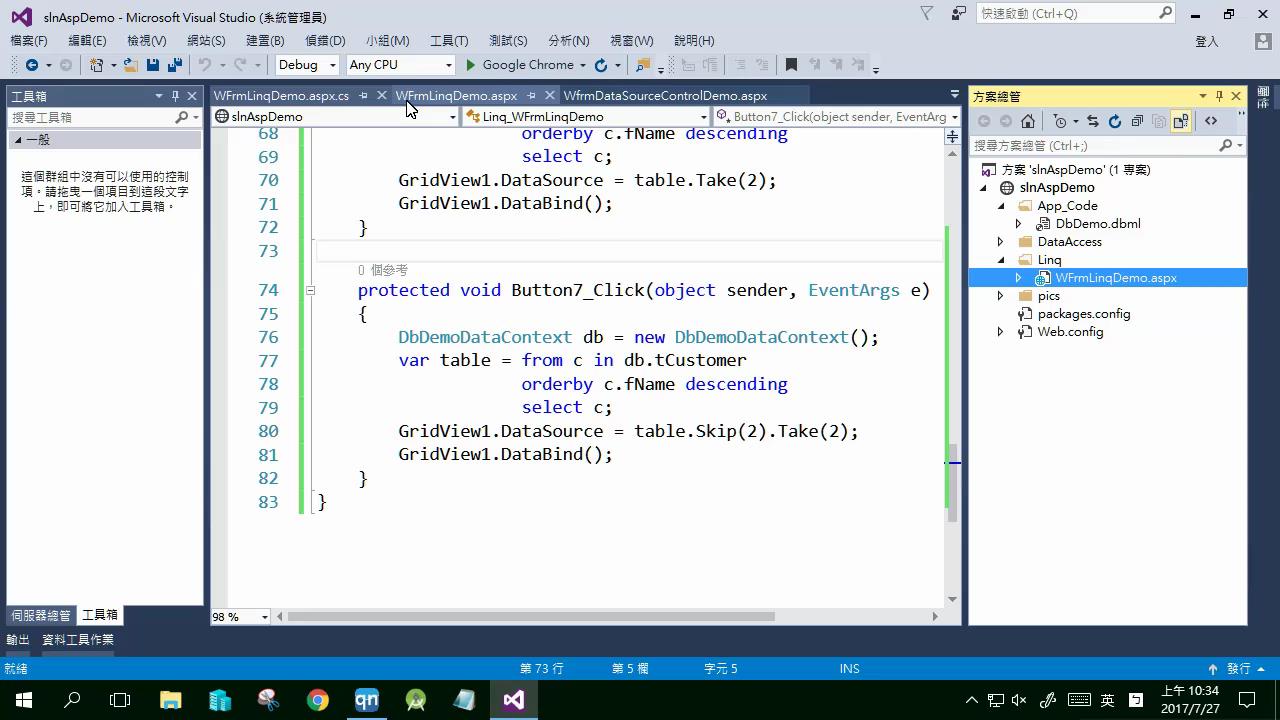 slnAspDemo - Microsoft Visual Studio (系統管理員)
快速啟動 (Ctrl+Q)
檔案(F) 編輯(E) 檢視(V) 網站(S) 建置(B) 偵錯(D) 小組(M) 工具(T) 測試(S) 分析(N) 視窗(W) 說明(H)
登入
Debug Any CPU Google Chrome
工具箱
搜尋工具箱
一般
這個群組中沒有可以使用的控制
項。請拖曳一個項目到這段文字
上，即可將它加入工具箱。
伺服器總管 工具箱
WFrmLinqDemo.aspx.cs WFrmLinqDemo.aspx WfrmDataSourceControlDemo.aspx
slnAspDemo Linq_WFrmLinqDemo Button7_Click(object sender, EventArg
68 orderby c.fName descending
69 select c;
70 GridView1.DataSource = table.Take(2);
71 GridView1.DataBind();
72 }
73
0 個參考
74 protected void Button7_Click(object sender, EventArgs e)
75 {
76 DbDemoDataContext db = new DbDemoDataContext();
77 var table = from c in db.tCustomer
78 orderby c.fName descending
79 select c;
80 GridView1.DataSource = table.Skip(2).Take(2);
81 GridView1.DataBind();
82 }
83 }
98 %
方案總管
搜尋方案總管 (Ctrl+;)
方案 'slnAspDemo' (1 專案)
slnAspDemo
App_Code
DbDemo.dbml
DataAccess
Linq
WFrmLinqDemo.aspx
pics
packages.config
Web.config
輸出 資料工具作業
就緒 第 73 行 第 5 欄 字元 5 INS 發行
qn
英
上午 10:34
2017/7/27